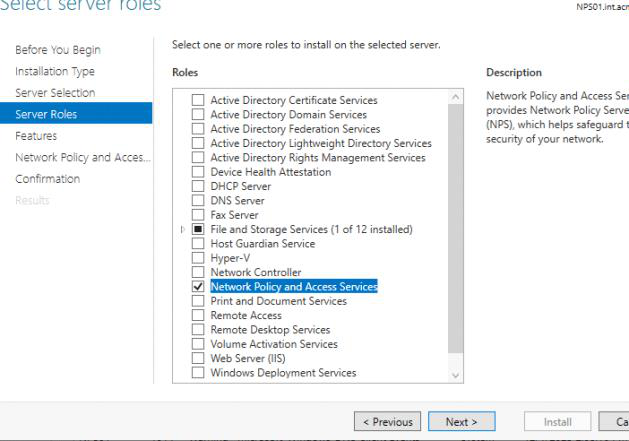 Select server roles
NPS01.int.acm
Before You Begin
Installation Type
Server Selection
Server Roles
Features
Network Policy and Acces...
Confirmation
Results
Select one or more roles to install on the selected server.
Roles
Active Directory Certificate Services
Active Directory Domain Services
Active Directory Federation Services
Active Directory Lightweight Directory Services
Active Directory Rights Management Services
Device Health Attestation
DHCP Server
DNS Server
Fax Server
File and Storage Services (1 of 12 installed)
Host Guardian Service
Hyper-V
Network Controller
Network Policy and Access Services
Print and Document Services
Remote Access
Remote Desktop Services
Volume Activation Services
Web Server (IIS)
Windows Deployment Services
Description
Network Policy and Access Ser
provides Network Policy Serve
(NPS), which helps safeguard t
security of your network.
< Previous
Next >
Install
Ca